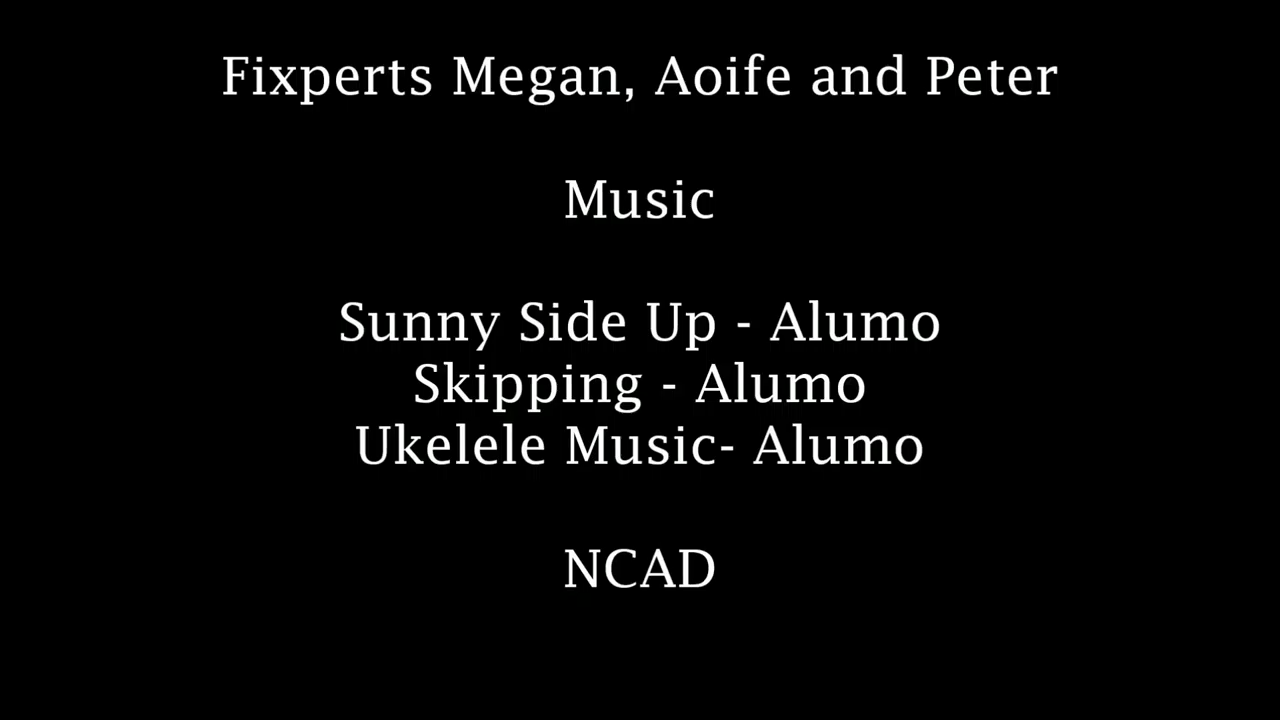 Fixperts Megan, Aoife and Peter
Music
Sunny Side Up - Alumo
Skipping - Alumo
Ukelele Music- Alumo
NCAD